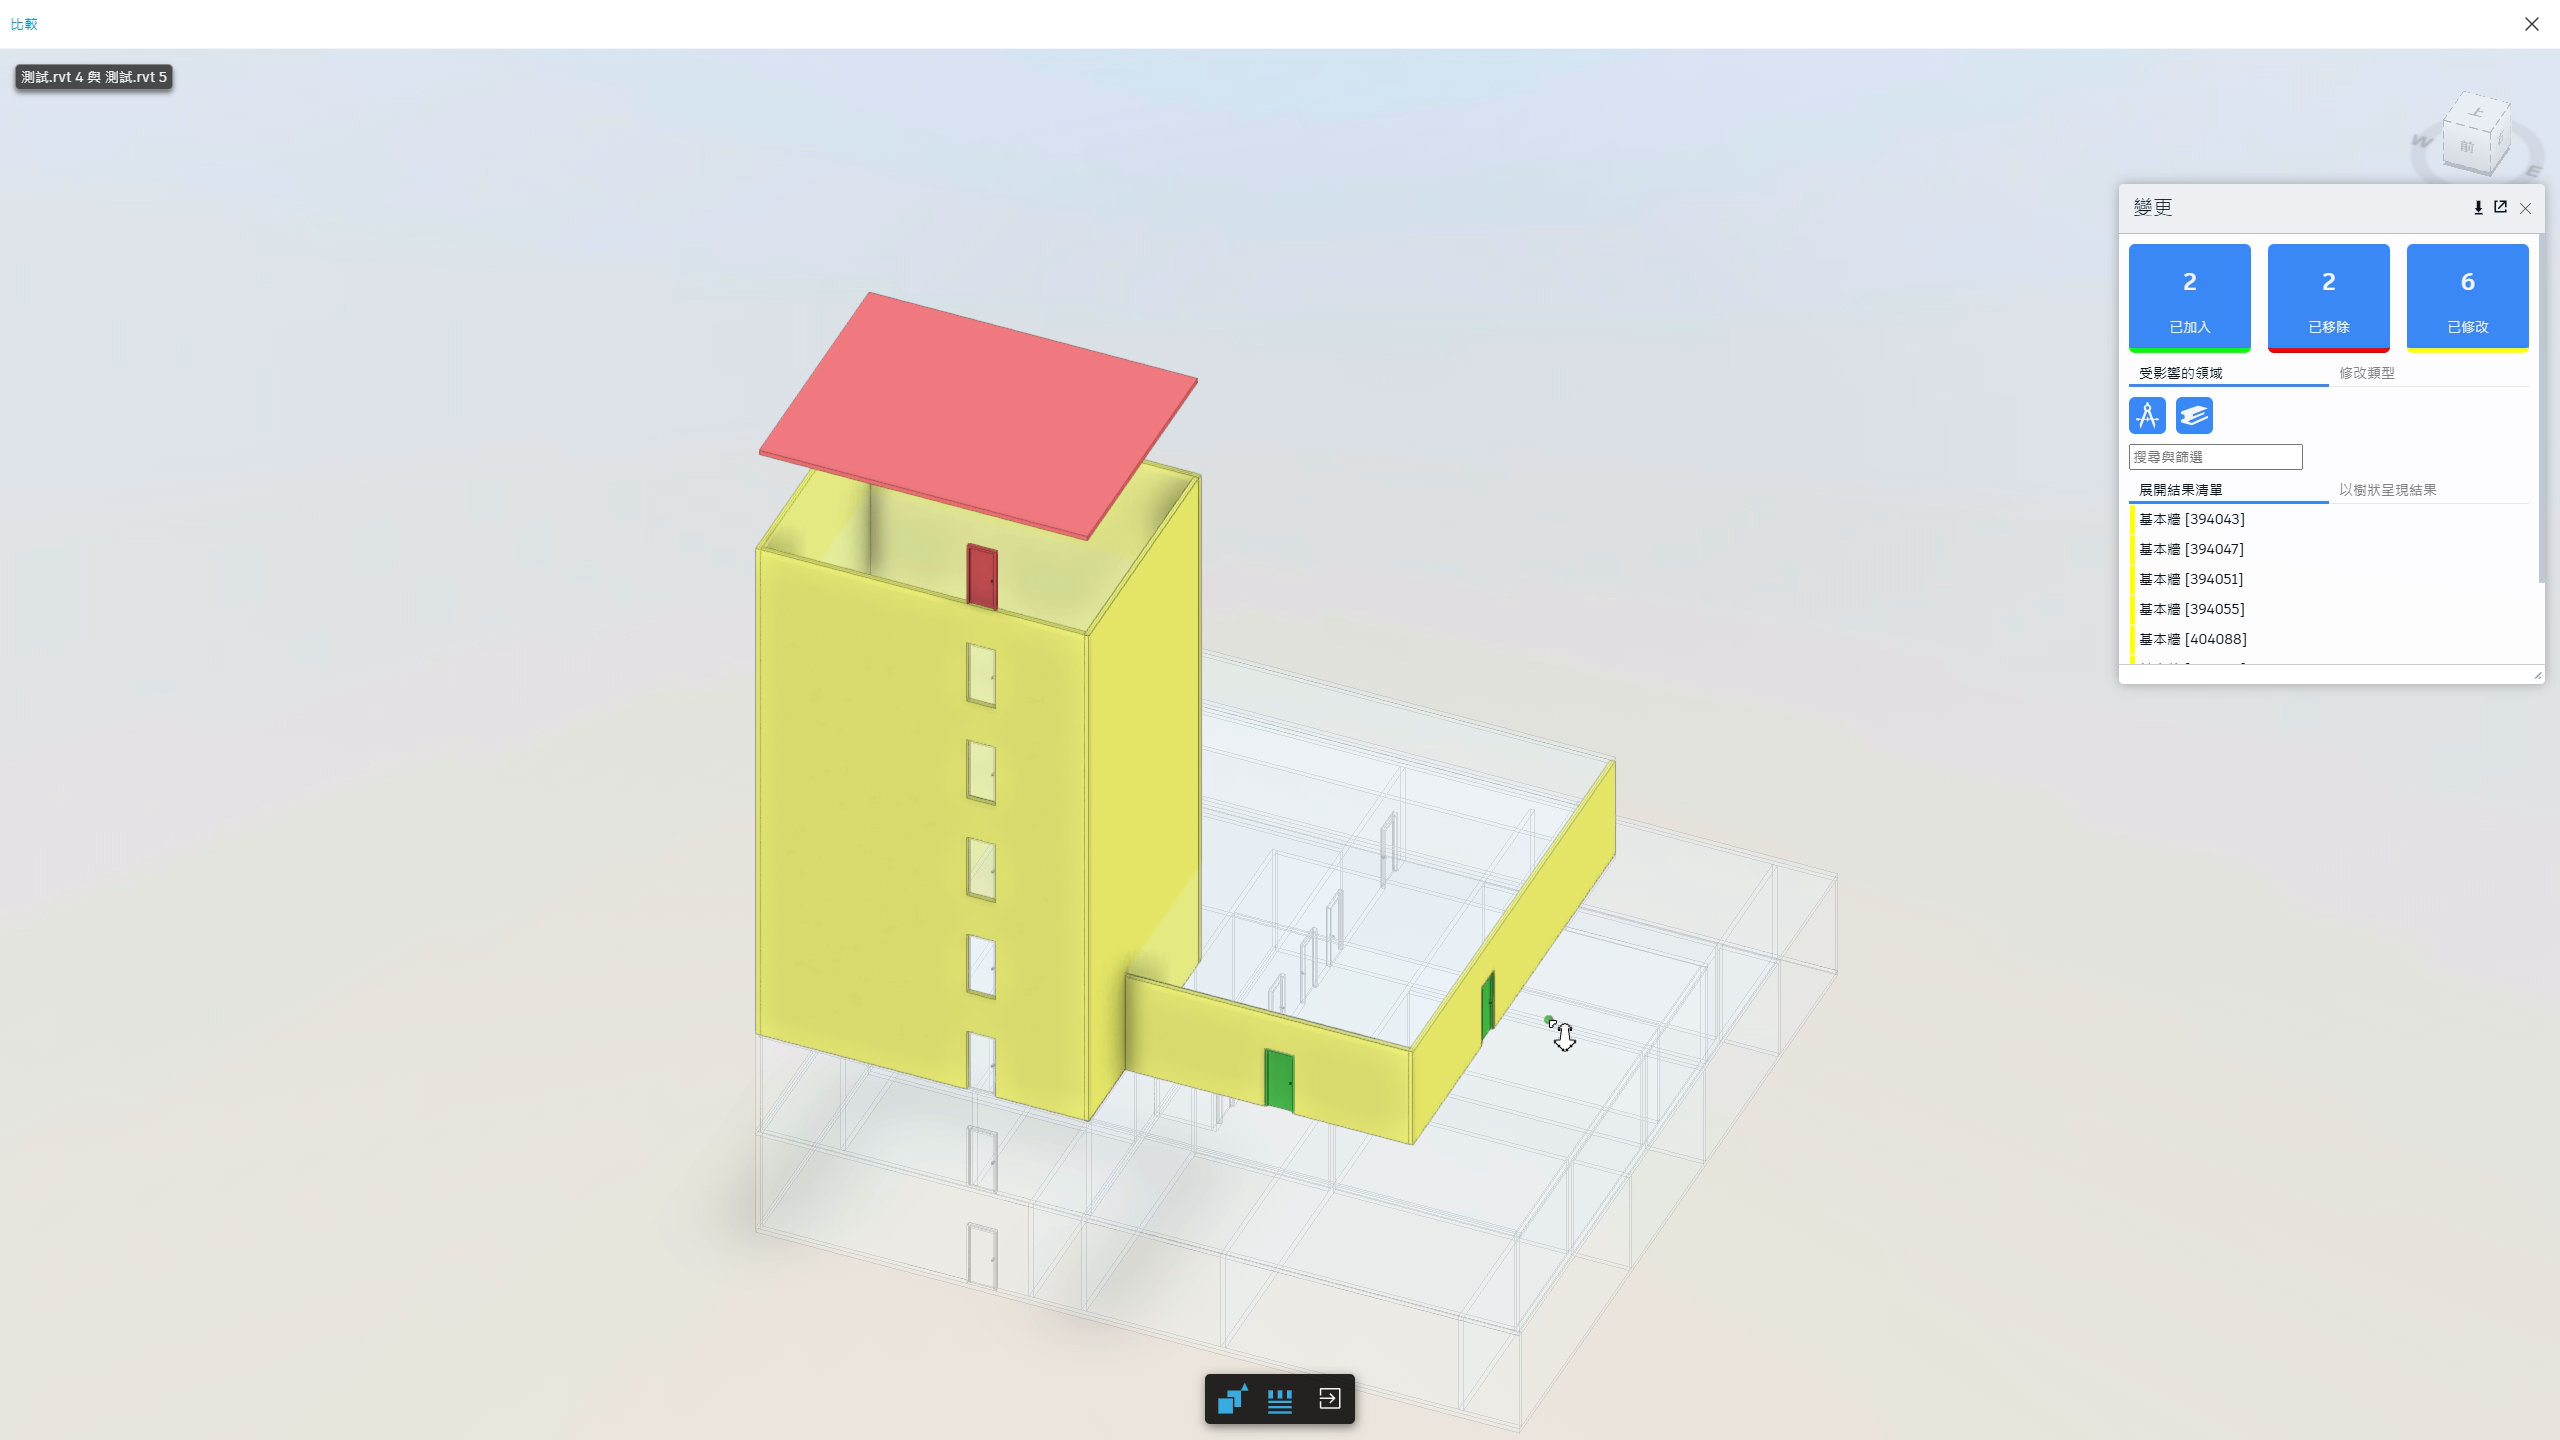 比較
測試.rvt 4 與 測試.rvt 5
上
前
W
E
變更
2
已加入
2
已移除
6
已修改
受影響的領域
修改類型
搜尋與篩選
展開結果清單
以樹狀呈現結果
基本牆 [394043]
基本牆 [394047]
基本牆 [394051]
基本牆 [394055]
基本牆 [404088]